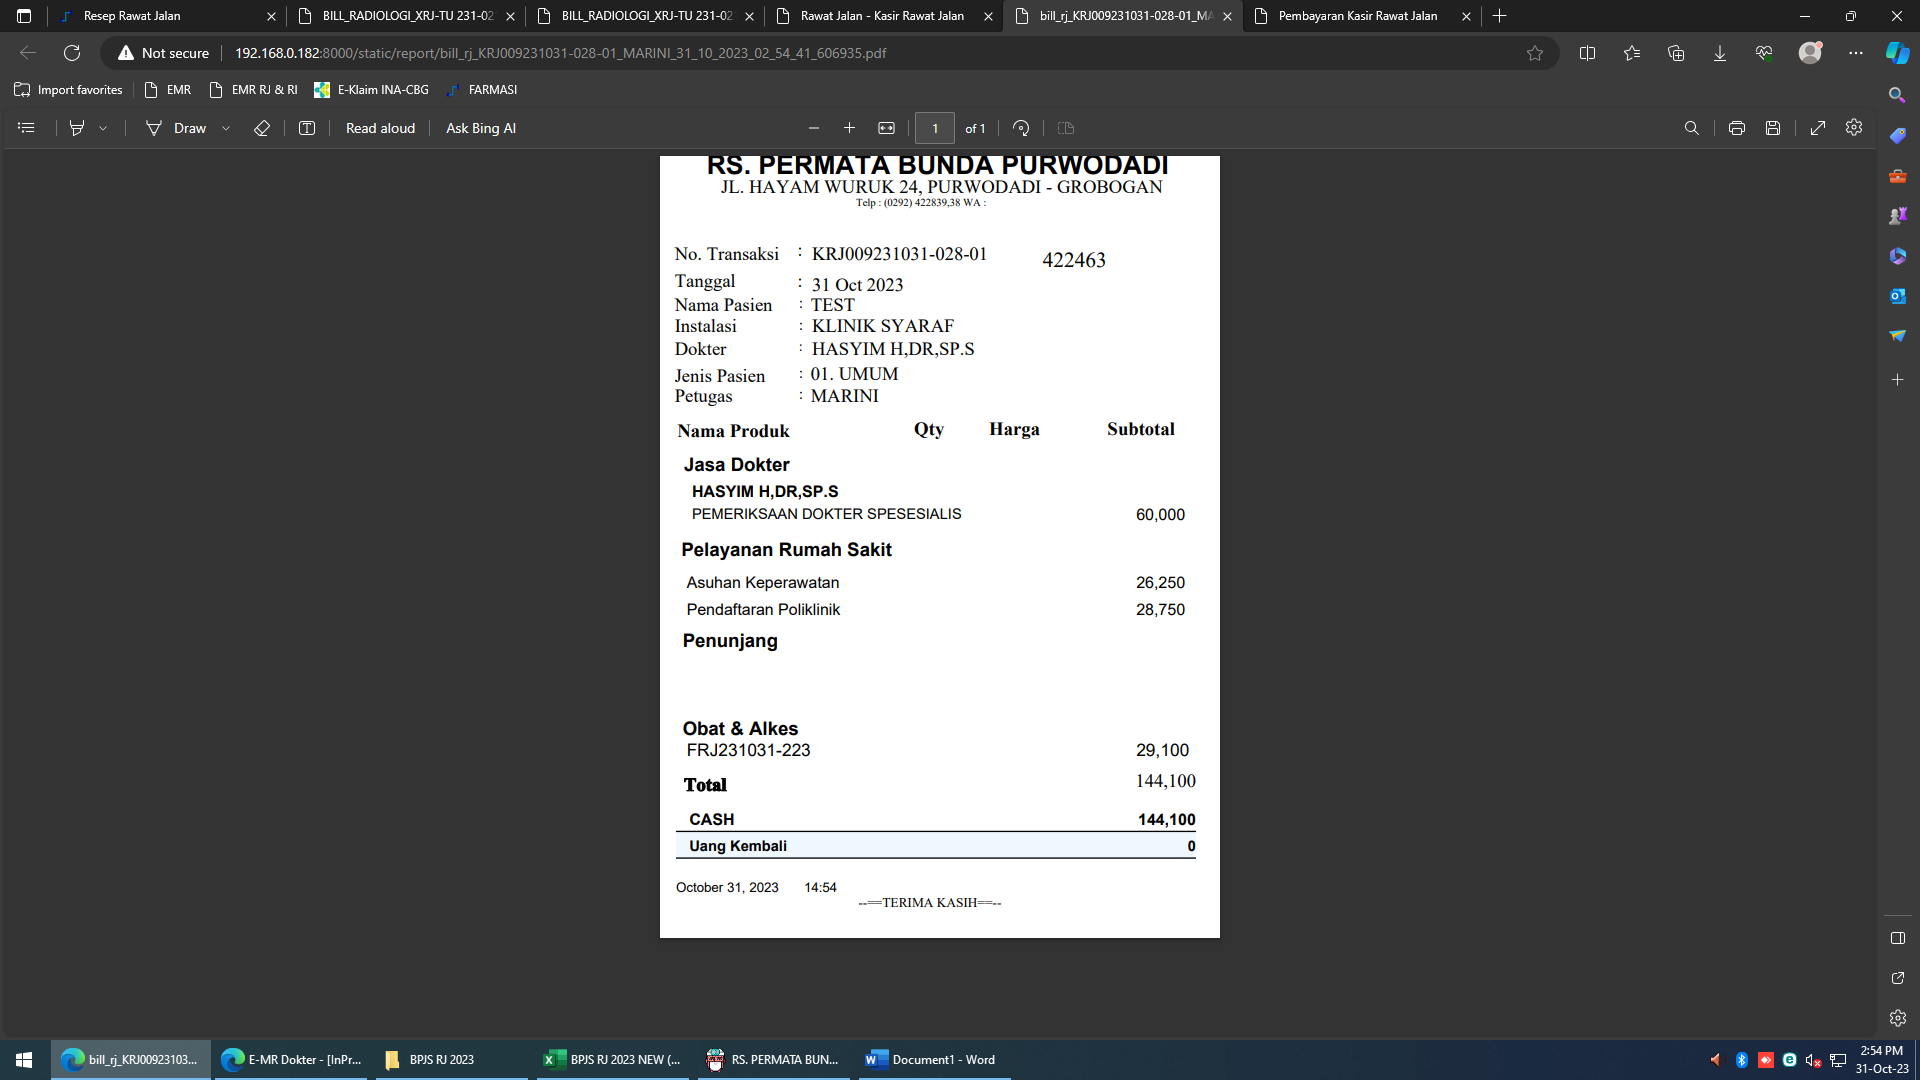 Resep Rawat Jalan
BILL_RADIOLOGI_XRJ-TU 231-02
BILL_RADIOLOGI_XRJ-TU 231-02
Rawat Jalan - Kasir Rawat Jalan
bill_rj_KRJ009231031-028-01_MA
Pembayaran Kasir Rawat Jalan
Not secure
192.168.0.182:8000/static/report/bill_rj_KRJ009231031-028-01_MARINI_31_10_2023_02_54_41_606935.pdf
Import favorites
EMR
EMR RJ & RI
E-Klaim INA-CBG
FARMASI
Draw
Read aloud
Ask Bing AI
1 of 1
RS. PERMATA BUNDA PURWODADI
JL. HAYAM WURUK 24, PURWODADI - GROBOGAN
Telp : (0292) 422839,38 WA :
No. Transaksi : KRJ009231031-028-01 422463
Tanggal : 31 Oct 2023
Nama Pasien : TEST
Instalasi : KLINIK SYARAF
Dokter : HASYIM H,DR,SP.S
Jenis Pasien : 01. UMUM
Petugas : MARINI
Nama Produk Qty Harga Subtotal
Jasa Dokter
HASYIM H,DR,SP.S
PEMERIKSAAN DOKTER SPESESIALIS 60,000
Pelayanan Rumah Sakit
Asuhan Keperawatan 26,250
Pendaftaran Poliklinik 28,750
Penunjang
Obat & Alkes
FRJ231031-223 29,100
Total 144,100
CASH 144,100
Uang Kembali 0
October 31, 2023 14:54
--==TERIMA KASIH==--
bill_rj_KRJ00923103...
E-MR Dokter - [InPr...
BPJS RJ 2023
BPJS RJ 2023 NEW (...
RS. PERMATA BUN...
Document1 - Word
2:54 PM
31-Oct-23